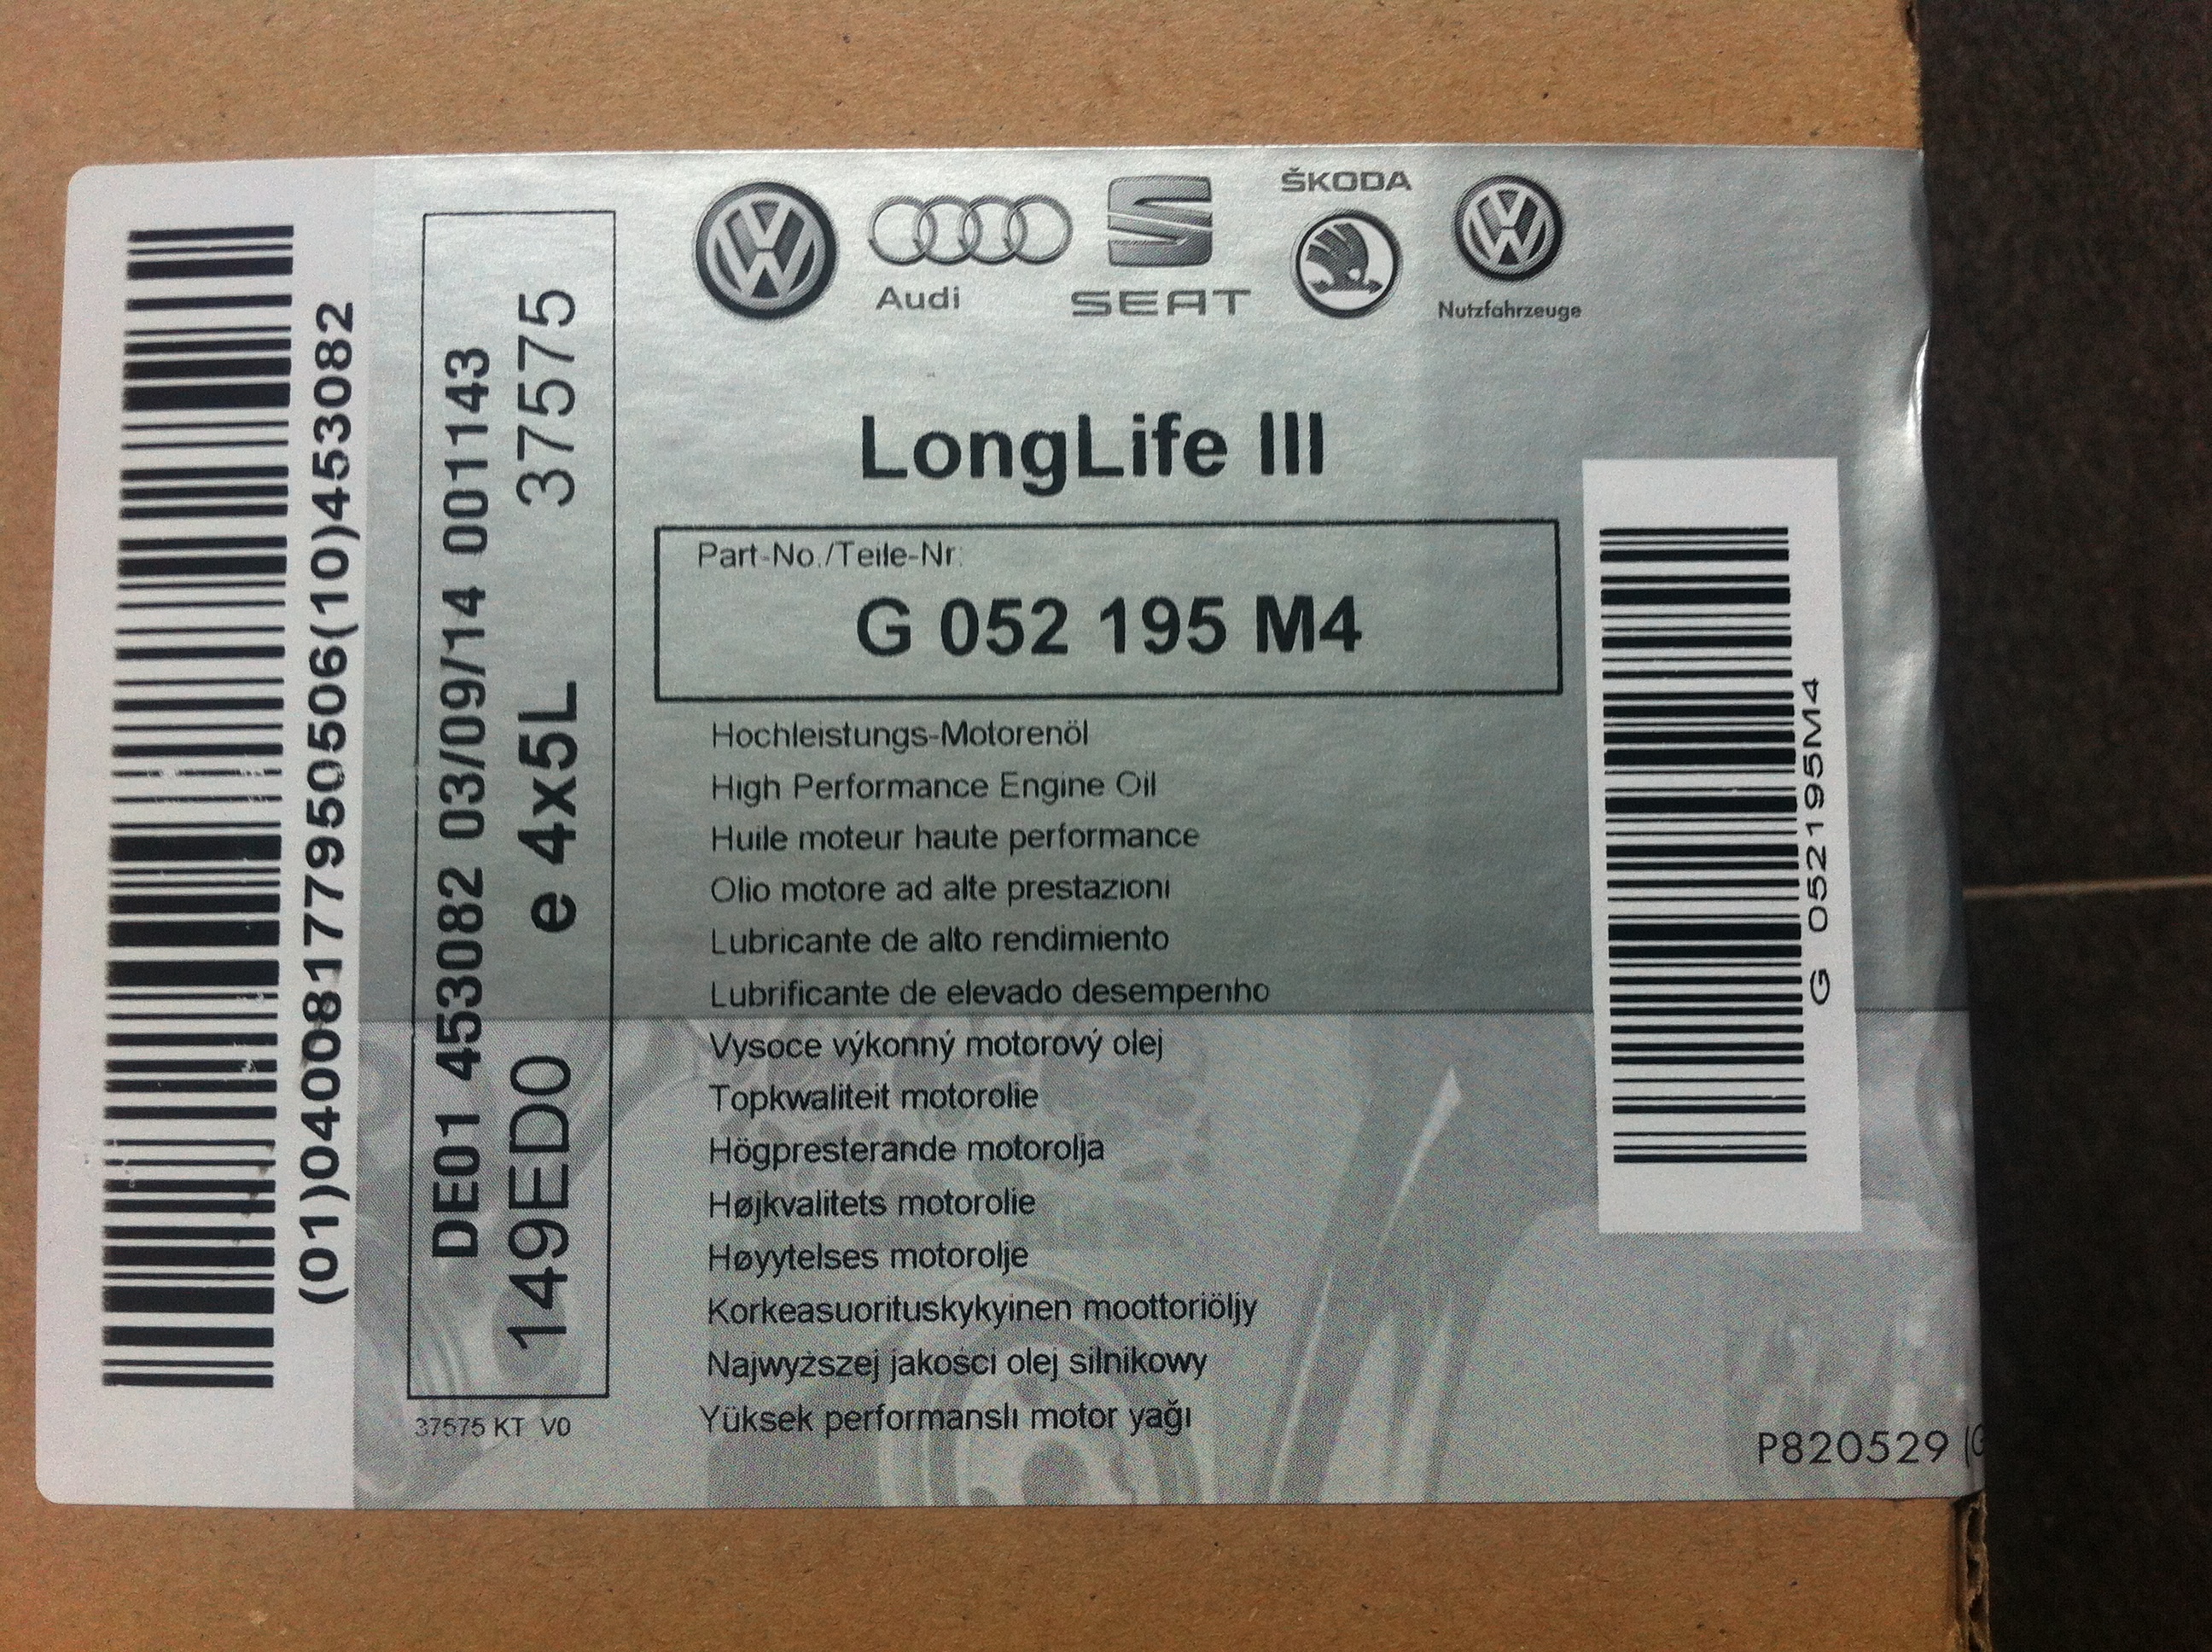 (01)04008177950506(10)453082
DE01 453082 03/09/14 001143
149ED0 e 4x5L 37575
37575 KT V0
Audi
SEAT
ŠKODA
Nutzfahrzeuge
LongLife III
Part-No./Teile-Nr.
G 052 195 M4
Hochleistungs-Motorenöl
High Performance Engine Oil
Huile moteur haute performance
Olio motore ad alte prestazioni
Lubricante de alto rendimiento
Lubrificante de elevado desempenho
Vysoce výkonný motorový olej
Topkwaliteit motorolie
Högpresterande motorolja
Højkvalitets motorolie
Høyytelses motorolje
Korkeasuorituskykyinen moottoriöljy
Najwyższej jakości olej silnikowy
Yüksek performanslı motor yağı
G 052195M4
P820529